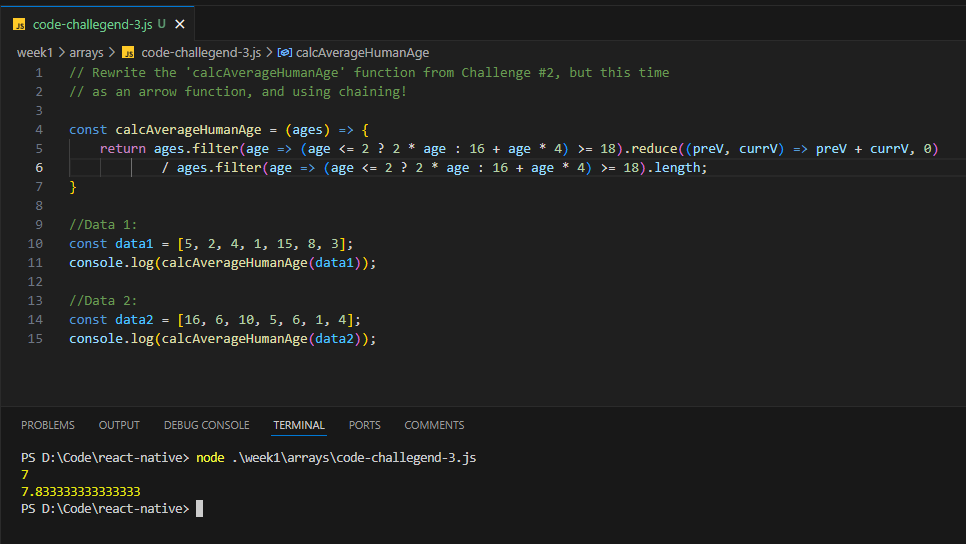 JS code-challegend-3.js U ×
week1 > arrays > JS code-challegend-3.js > calcAverageHumanAge
1 // Rewrite the 'calcAverageHumanAge' function from Challenge #2, but this time
2 // as an arrow function, and using chaining!
3
4 const calcAverageHumanAge = (ages) => {
5 return ages.filter(age => (age <= 2 ? 2 * age : 16 + age * 4) >= 18).reduce((preV, currV) => preV + currV, 0)
6 / ages.filter(age => (age <= 2 ? 2 * age : 16 + age * 4) >= 18).length;
7 }
8
9 //Data 1:
10 const data1 = [5, 2, 4, 1, 15, 8, 3];
11 console.log(calcAverageHumanAge(data1));
12
13 //Data 2:
14 const data2 = [16, 6, 10, 5, 6, 1, 4];
15 console.log(calcAverageHumanAge(data2));
PROBLEMS OUTPUT DEBUG CONSOLE TERMINAL PORTS COMMENTS
PS D:\Code\react-native> node .\week1\arrays\code-challegend-3.js
7
7.833333333333333
PS D:\Code\react-native>